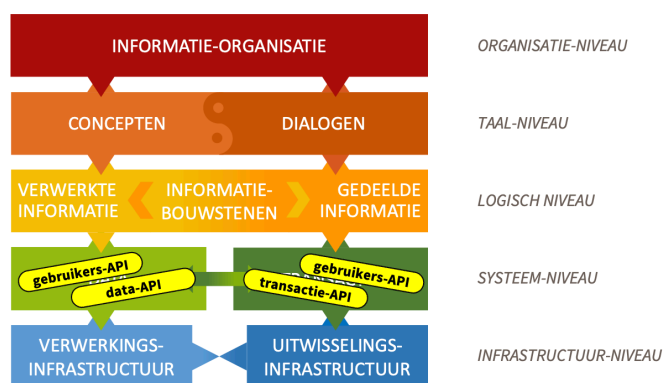 INFORMATIE-ORGANISATIE
ORGANISATIE-NIVEAU
CONCEPTEN
DIALOGEN
TAAL-NIVEAU
VERWERKTE
INFORMATIE
INFORMATIE-
BOUWSTENEN
GEDEELDE
INFORMATIE
LOGISCH NIVEAU
gebruikers-API
data-API
gebruikers-API
transactie-API
SYSTEEM-NIVEAU
VERWERKINGS-
INFRASTRUCTUUR
UITWISSELINGS-
INFRASTRUCTUUR
INFRASTRUCTUUR-NIVEAU